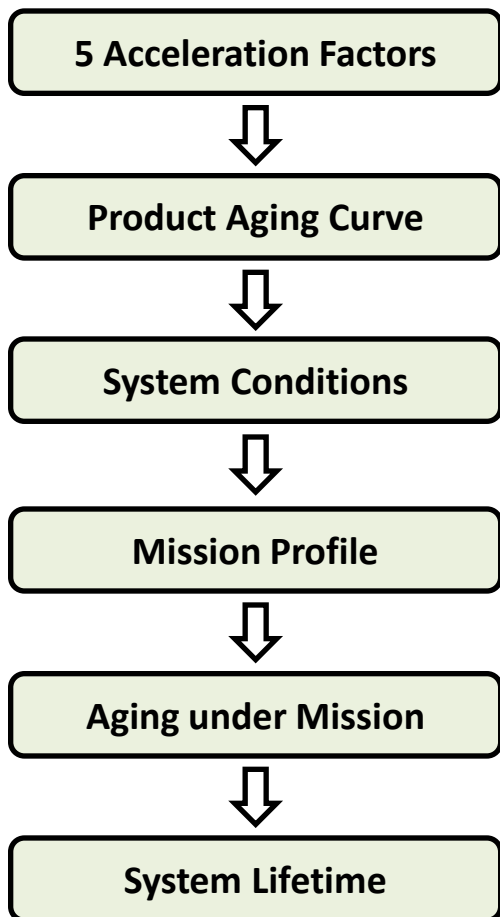 5 Acceleration Factors
Product Aging Curve
System Conditions
Mission Profile
Aging under Mission
System Lifetime